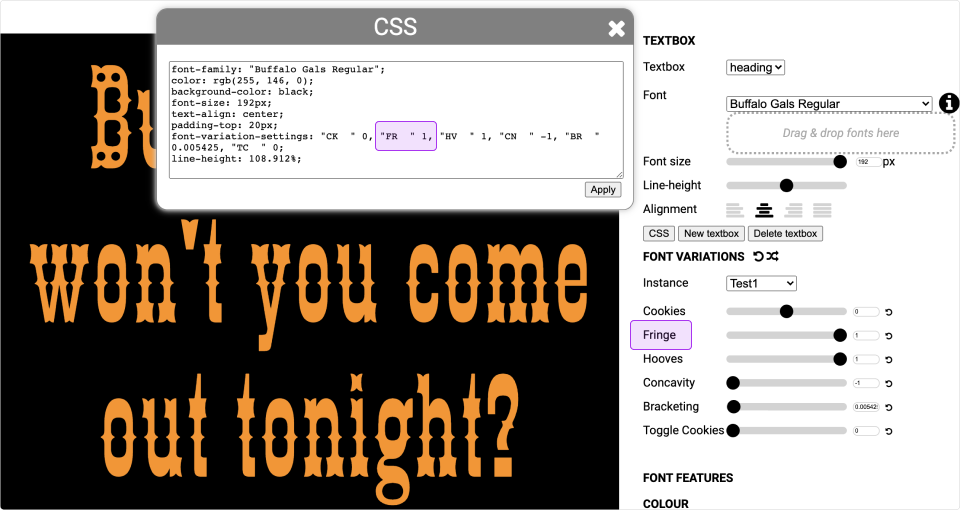 CSS
font-family: "Buffalo Gals Regular";
color: rgb(255, 146, 0);
background-color: black;
font-size: 192px;
text-align: center;
padding-top: 20px;
font-variation-settings: "CK  " 0, "FR  " 1, "HV  " 1, "CN  " -1, "BR  "
0.005425, "TC  " 0;
line-height: 108.912%;
Apply
Bu
won't you come
out tonight?
TEXTBOX
Textbox heading
Font Buffalo Gals Regular
Drag & drop fonts here
Font size 192 px
Line-height
Alignment
CSS New textbox Delete textbox
FONT VARIATIONS
Instance Test1
Cookies 0
Fringe 1
Hooves 1
Concavity -1
Bracketing 0.00542
Toggle Cookies 0
FONT FEATURES
COLOUR